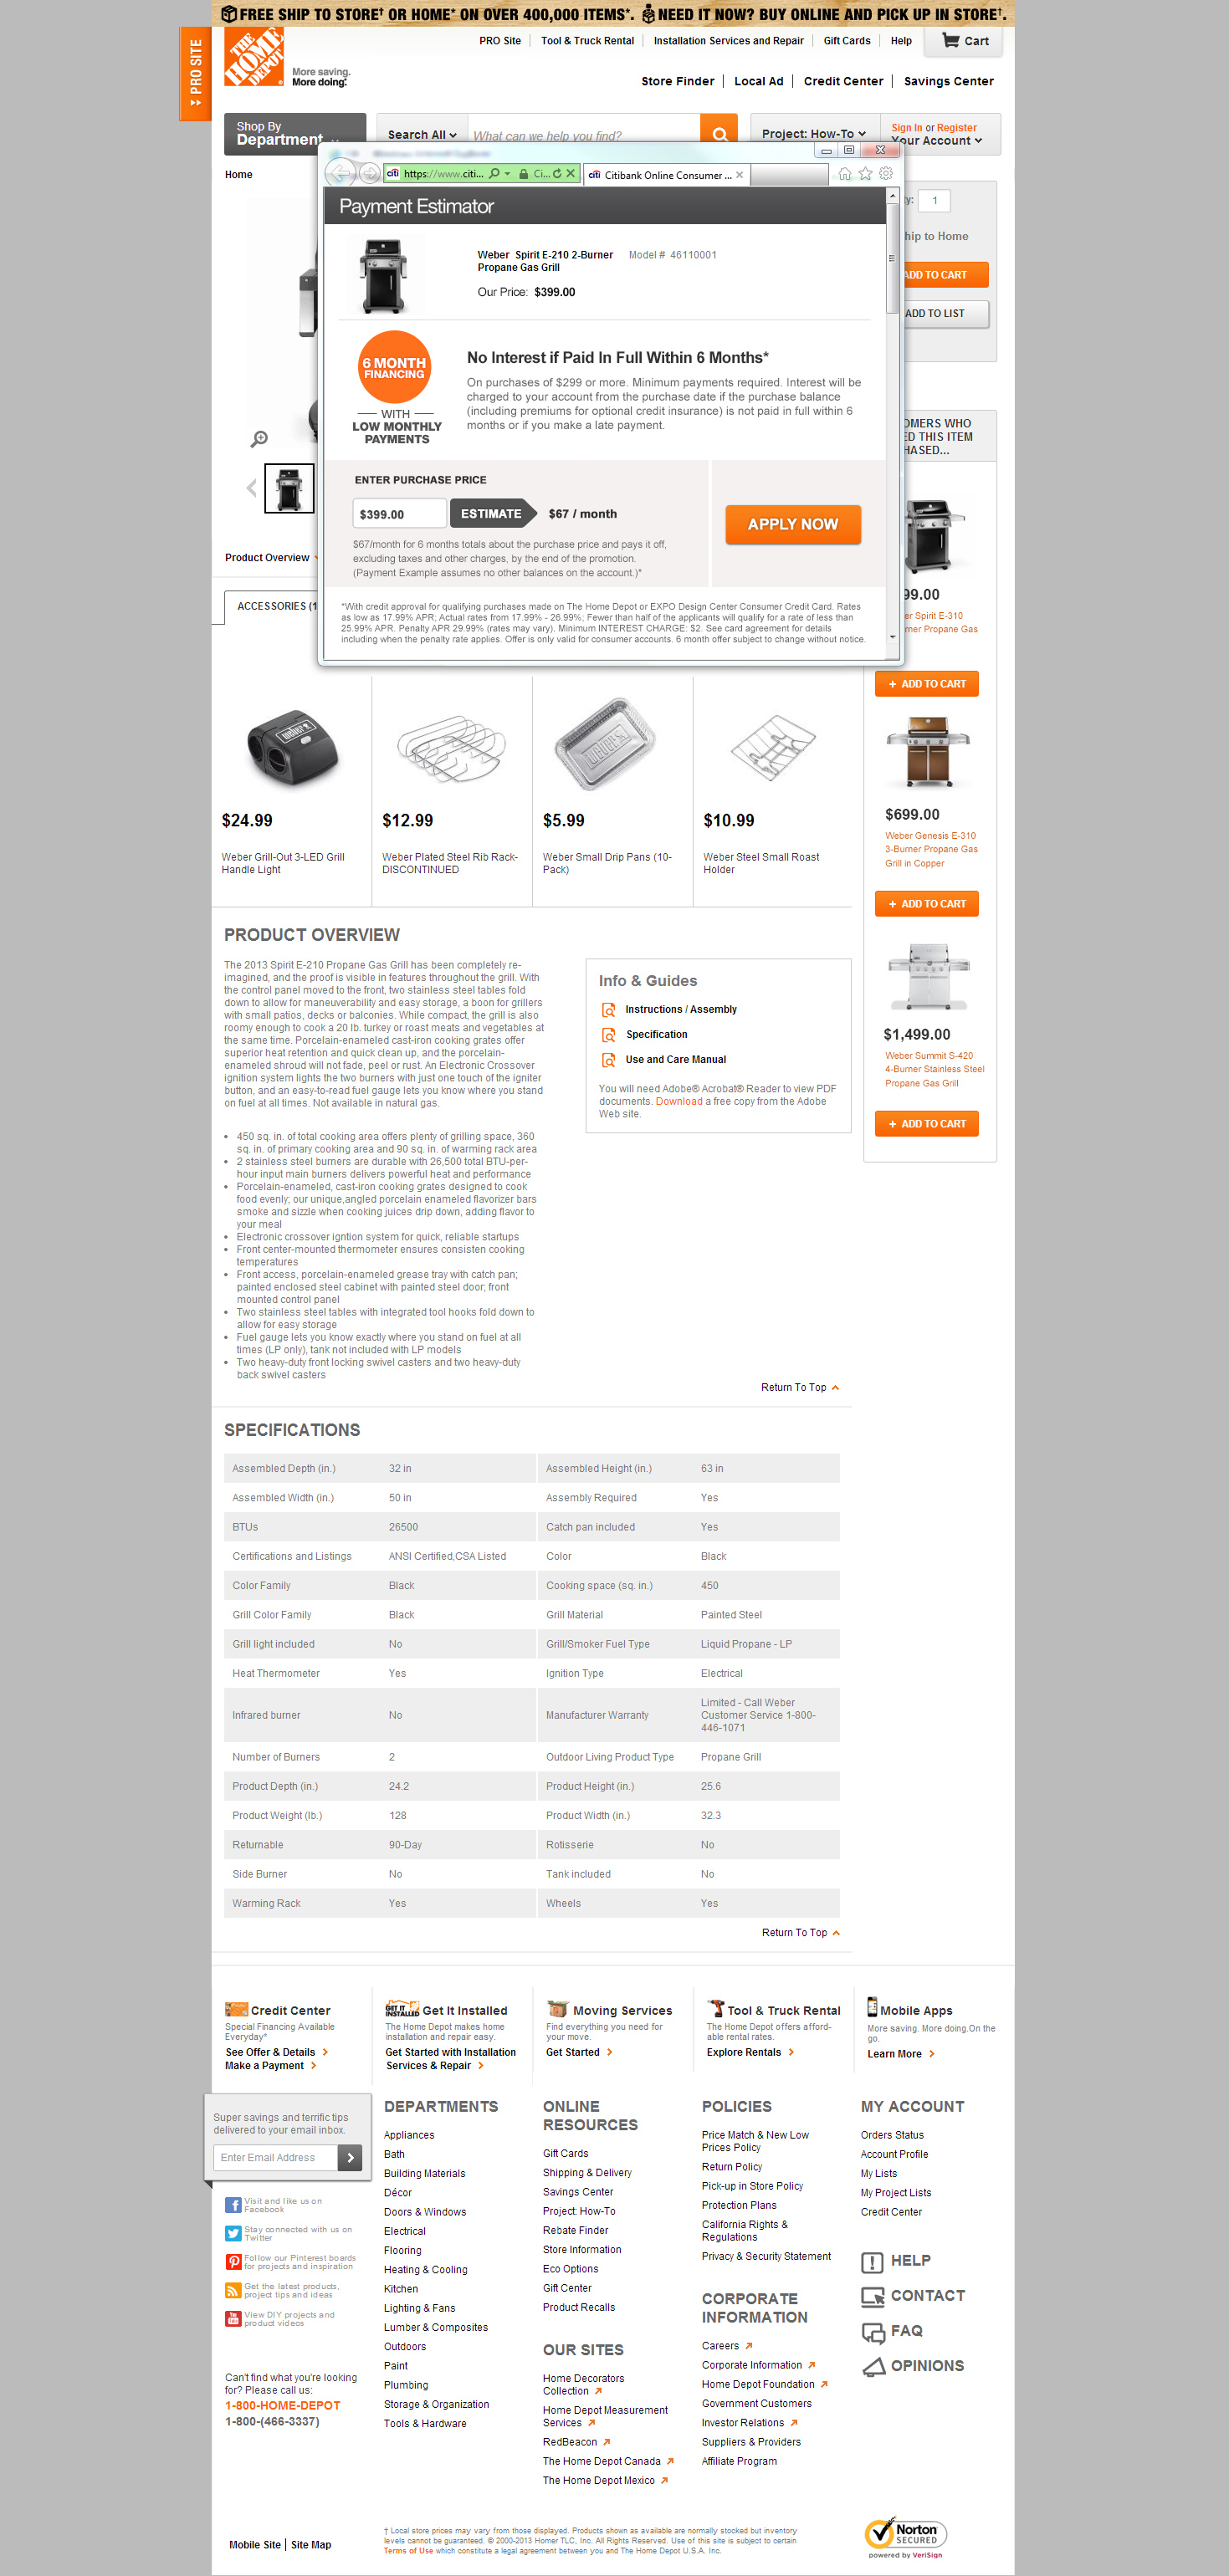 FREE SHIP TO STORE† OR HOME* ON OVER 400,000 ITEMS*. NEED IT NOW? BUY ONLINE AND PICK UP IN STORE†.
PRO SITE
THE HOME DEPOT
More saving.
More doing.
PRO Site
Tool & Truck Rental
Installation Services and Repair
Gift Cards
Help
Cart
Store Finder
Local Ad
Credit Center
Savings Center
Shop By
Department
Search All
What can we help you find?
Project: How-To
Sign In or Register
Your Account
Home
citi https://www.citi...
Ci...
citi Citibank Online Consumer ...
Payment Estimator
Weber Spirit E-210 2-Burner
Propane Gas Grill
Model # 46110001
Our Price: $399.00
6 MONTH
FINANCING
WITH
LOW MONTHLY
PAYMENTS
No Interest if Paid In Full Within 6 Months*
On purchases of $299 or more. Minimum payments required. Interest will be
charged to your account from the purchase date if the purchase balance
(including premiums for optional credit insurance) is not paid in full within 6
months or if you make a late payment.
ENTER PURCHASE PRICE
$399.00
ESTIMATE
$67 / month
$67/month for 6 months totals about the purchase price and pays it off,
excluding taxes and other charges, by the end of the promotion.
(Payment Example assumes no other balances on the account.)*
APPLY NOW
*With credit approval for qualifying purchases made on The Home Depot or EXPO Design Center Consumer Credit Card. Rates
as low as 17.99% APR; Actual rates from 17.99% - 26.99%; Fewer than half of the applicants will qualify for a rate of less than
25.99% APR. Penalty APR 29.99% (rates may vary). Minimum INTEREST CHARGE: $2. See card agreement for details
including when the penalty rate applies. Offer is only valid for consumer accounts. 6 month offer subject to change without notice.
y:
1
hip to Home
ADD TO CART
ADD TO LIST
OMERS WHO
ED THIS ITEM
HASED...
99.00
er Spirit E-310
rner Propane Gas
+ ADD TO CART
$699.00
Weber Genesis E-310
3-Burner Propane Gas
Grill in Copper
+ ADD TO CART
$1,499.00
Weber Summit S-420
4-Burner Stainless Steel
Propane Gas Grill
+ ADD TO CART
Product Overview
ACCESSORIES (1
$24.99
Weber Grill-Out 3-LED Grill
Handle Light
$12.99
Weber Plated Steel Rib Rack-
DISCONTINUED
$5.99
Weber Small Drip Pans (10-
Pack)
$10.99
Weber Steel Small Roast
Holder
PRODUCT OVERVIEW
The 2013 Spirit E-210 Propane Gas Grill has been completely re-
imagined, and the proof is visible in features throughout the grill. With
the control panel moved to the front, two stainless steel tables fold
down to allow for maneuverability and easy storage, a boon for grillers
with small patios, decks or balconies. While compact, the grill is also
roomy enough to cook a 20 lb. turkey or roast meats and vegetables at
the same time. Porcelain-enameled cast-iron cooking grates offer
superior heat retention and quick clean up, and the porcelain-
enameled shroud will not fade, peel or rust. An Electronic Crossover
ignition system lights the two burners with just one touch of the igniter
button, and an easy-to-read fuel gauge lets you know where you stand
on fuel at all times. Not available in natural gas.
• 450 sq. in. of total cooking area offers plenty of grilling space, 360
sq. in. of primary cooking area and 90 sq. in. of warming rack area
• 2 stainless steel burners are durable with 26,500 total BTU-per-
hour input main burners delivers powerful heat and performance
• Porcelain-enameled, cast-iron cooking grates designed to cook
food evenly; our unique,angled porcelain enameled flavorizer bars
smoke and sizzle when cooking juices drip down, adding flavor to
your meal
• Electronic crossover igntion system for quick, reliable startups
• Front center-mounted thermometer ensures consisten cooking
temperatures
• Front access, porcelain-enameled grease tray with catch pan;
painted enclosed steel cabinet with painted steel door; front
mounted control panel
• Two stainless steel tables with integrated tool hooks fold down to
allow for easy storage
• Fuel gauge lets you know exactly where you stand on fuel at all
times (LP only), tank not included with LP models
• Two heavy-duty front locking swivel casters and two heavy-duty
back swivel casters
Info & Guides
Instructions / Assembly
Specification
Use and Care Manual
You will need Adobe® Acrobat® Reader to view PDF
documents. Download a free copy from the Adobe
Web site.
Return To Top
SPECIFICATIONS
Assembled Depth (in.) 32 in Assembled Height (in.) 63 in
Assembled Width (in.) 50 in Assembly Required Yes
BTUs 26500 Catch pan included Yes
Certifications and Listings ANSI Certified,CSA Listed Color Black
Color Family Black Cooking space (sq. in.) 450
Grill Color Family Black Grill Material Painted Steel
Grill light included No Grill/Smoker Fuel Type Liquid Propane - LP
Heat Thermometer Yes Ignition Type Electrical
Infrared burner No Manufacturer Warranty Limited - Call Weber
Customer Service 1-800-
446-1071
Number of Burners 2 Outdoor Living Product Type Propane Grill
Product Depth (in.) 24.2 Product Height (in.) 25.6
Product Weight (lb.) 128 Product Width (in.) 32.3
Returnable 90-Day Rotisserie No
Side Burner No Tank included No
Warming Rack Yes Wheels Yes
Return To Top
Credit Center
Special Financing Available
Everyday*
See Offer & Details
Make a Payment
GET IT INSTALLED
Get It Installed
The Home Depot makes home
installation and repair easy.
Get Started with Installation
Services & Repair
Moving Services
Find everything you need for
your move.
Get Started
Tool & Truck Rental
The Home Depot offers afford-
able rental rates.
Explore Rentals
Mobile Apps
More saving. More doing.On the
go.
Learn More
Super savings and terrific tips
delivered to your email inbox.
Enter Email Address
Visit and like us on
Facebook
Stay connected with us on
Twitter
Follow our Pinterest boards
for projects and inspiration
Get the latest products,
project tips and ideas
You Tube
View DIY projects and
product videos
Can't find what you're looking
for? Please call us:
1-800-HOME-DEPOT
1-800-(466-3337)
DEPARTMENTS
Appliances
Bath
Building Materials
Décor
Doors & Windows
Electrical
Flooring
Heating & Cooling
Kitchen
Lighting & Fans
Lumber & Composites
Outdoors
Paint
Plumbing
Storage & Organization
Tools & Hardware
ONLINE
RESOURCES
Gift Cards
Shipping & Delivery
Savings Center
Project: How-To
Rebate Finder
Store Information
Eco Options
Gift Center
Product Recalls
OUR SITES
Home Decorators
Collection
Home Depot Measurement
Services
RedBeacon
The Home Depot Canada
The Home Depot Mexico
POLICIES
Price Match & New Low
Prices Policy
Return Policy
Pick-up in Store Policy
Protection Plans
California Rights &
Regulations
Privacy & Security Statement
CORPORATE
INFORMATION
Careers
Corporate Information
Home Depot Foundation
Government Customers
Investor Relations
Suppliers & Providers
Affiliate Program
MY ACCOUNT
Orders Status
Account Profile
My Lists
My Project Lists
Credit Center
HELP
CONTACT
FAQ
OPINIONS
Mobile Site | Site Map
† Local store prices may vary from those displayed. Products shown as available are normally stocked but inventory
levels cannot be guaranteed. © 2000-2013 Homer TLC, Inc. All Rights Reserved. Use of this site is subject to certain
Terms of Use which constitute a legal agreement between you and The Home Depot U.S.A. Inc.
Norton
SECURED
powered by VeriSign